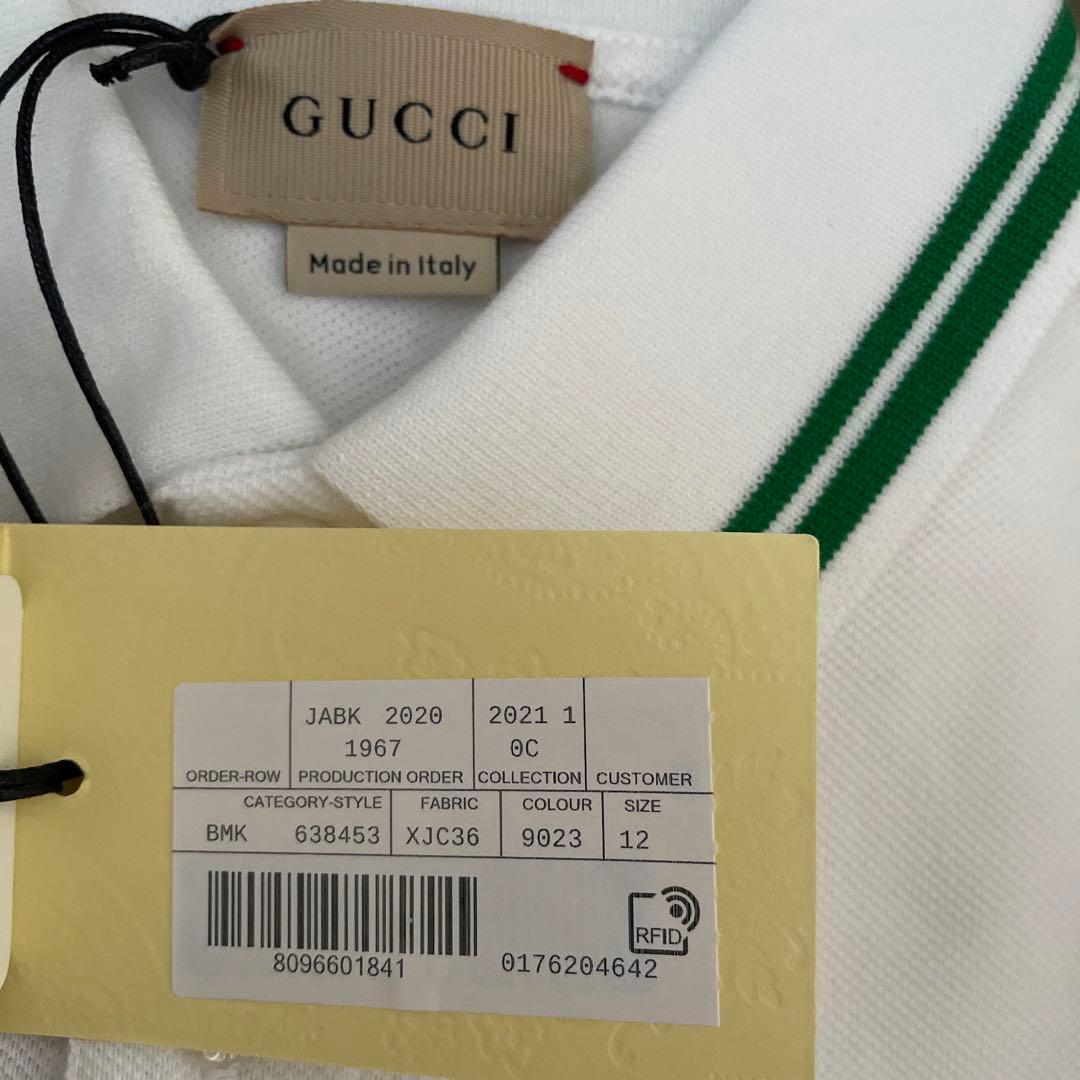 GUCCI
Made in Italy
JABK 2020 2021 1
1967 0C
ORDER-ROW PRODUCTION ORDER COLLECTION CUSTOMER
CATEGORY-STYLE FABRIC COLOUR SIZE
BMK 638453 XJC36 9023 12
RFID
8096601841 0176204642